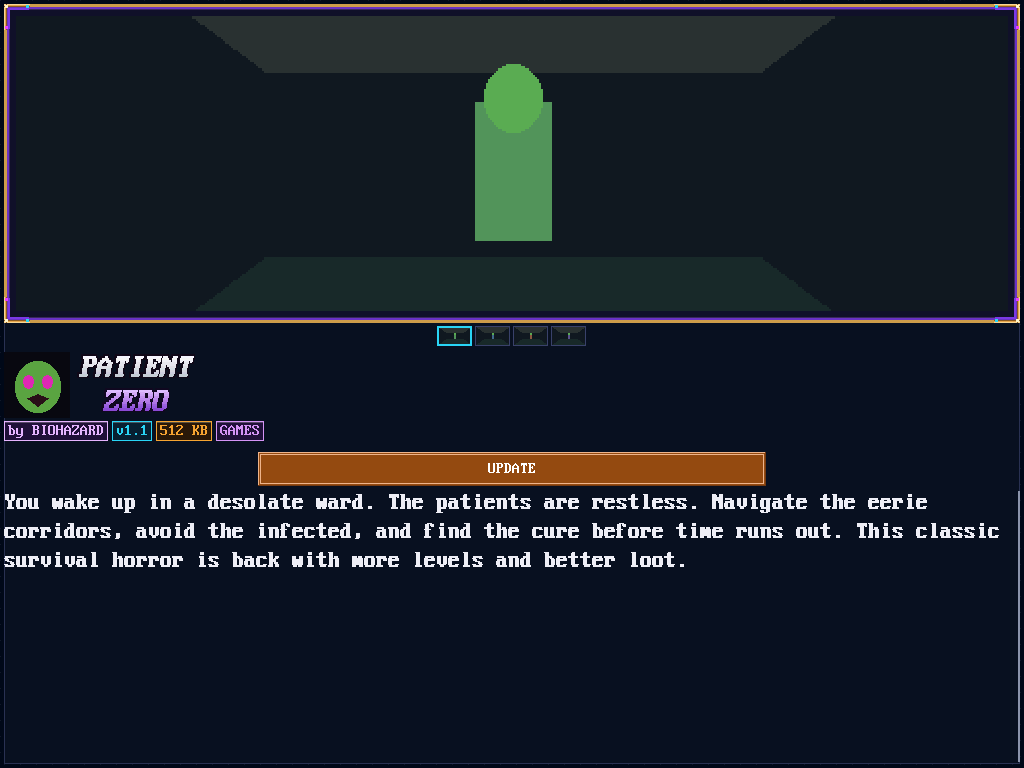 PATIENT
ZERO
by BIOHAZARD v1.1 512 KB GAMES
UPDATE
You wake up in a desolate ward. The patients are restless. Navigate the eerie
corridors, avoid the infected, and find the cure before time runs out. This classic
survival horror is back with more levels and better loot.